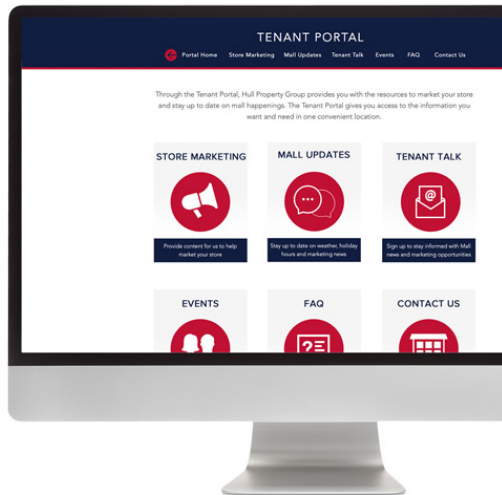 TENANT PORTAL
Portal Home Store Marketing Mall Updates Tenant Talk Events FAQ Contact Us
Through the Tenant Portal, Hull Property Group provides you with the resources to market your store
and stay up to date on mall happenings. The Tenant Portal gives you access to the information you
want and need in one convenient location.
STORE MARKETING
Provide content for us to help
market your store
MALL UPDATES
Stay up to date on weather, holiday
hours and marketing news
TENANT TALK
@
Sign up to stay informed with Mall
news and marketing opportunities
EVENTS
FAQ
?
CONTACT US